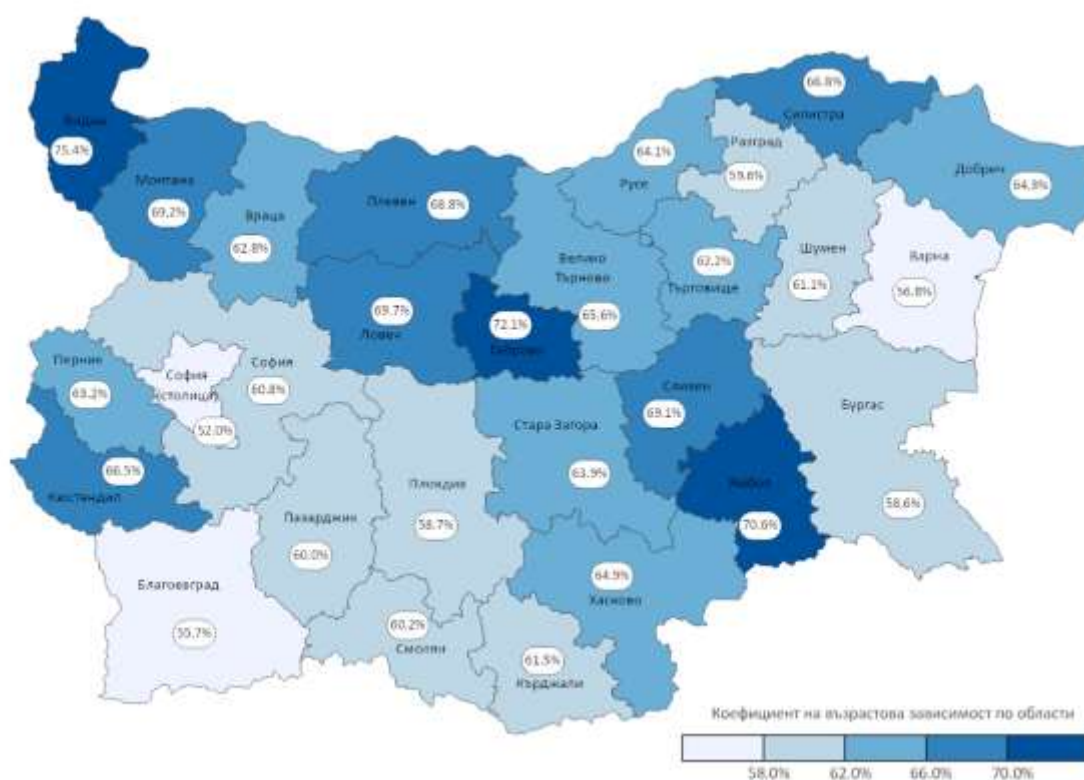 Видин
75.4%
Монтана
69.2%
Враца
62.8%
Плевен
68.8%
Ловеч
69.7%
72.1%
Габрово
Велико
Търново
65.6%
64.1%
Русе
Разград
59.6%
66.8%
Силистра
Добрич
64.3%
62.2%
Търговище
Шумен
61.1%
Варна
56.8%
Перник
63.2%
София
(столица)
52.0%
София
60.8%
66.5%
Кюстендил
Благоевград
55.7%
Пазарджик
60.0%
Пловдив
58.7%
60.2%
Смолян
61.5%
Кърджали
64.9%
Хасково
Стара Загора
63.9%
Сливен
69.1%
Ямбол
70.6%
Бургас
58.6%
Коефициент на възрастова зависимост по области
58.0% 62.0% 66.0% 70.0%